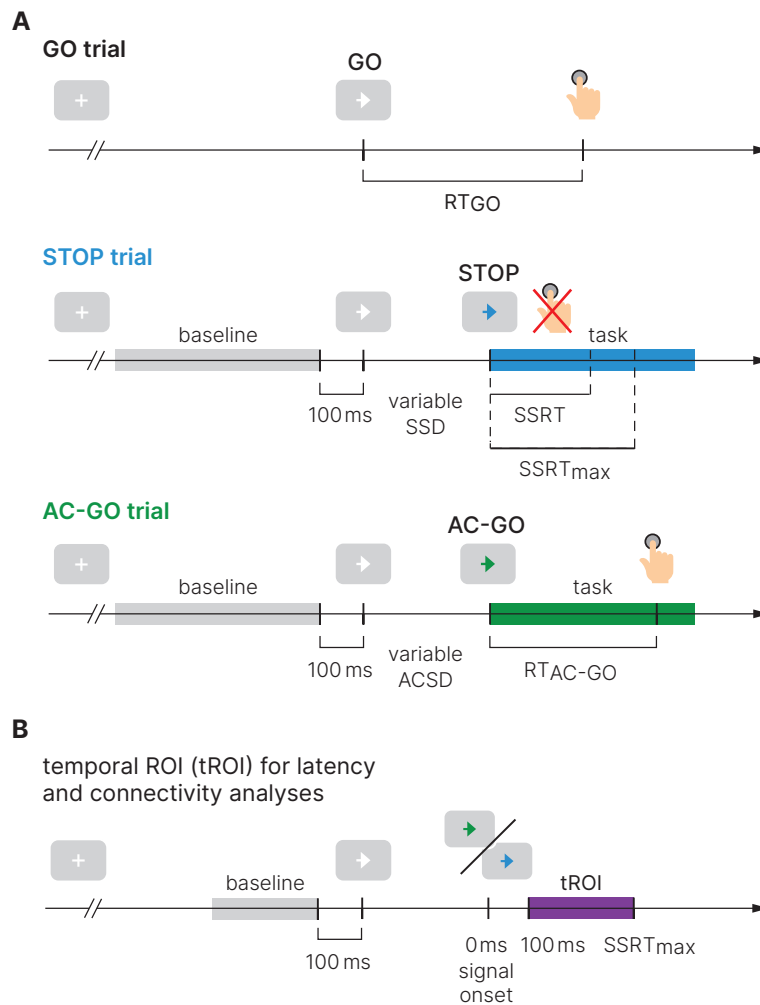 A
GO trial
GO
RTGO
STOP trial
STOP
baseline
task
100 ms
variable
SSD
SSRT
SSRTmax
AC-GO trial
AC-GO
baseline
task
100 ms
variable
ACSD
RTAC-GO
B
temporal ROI (tROI) for latency
and connectivity analyses
baseline
tROI
100 ms
0 ms
signal
onset
100 ms
SSRTmax